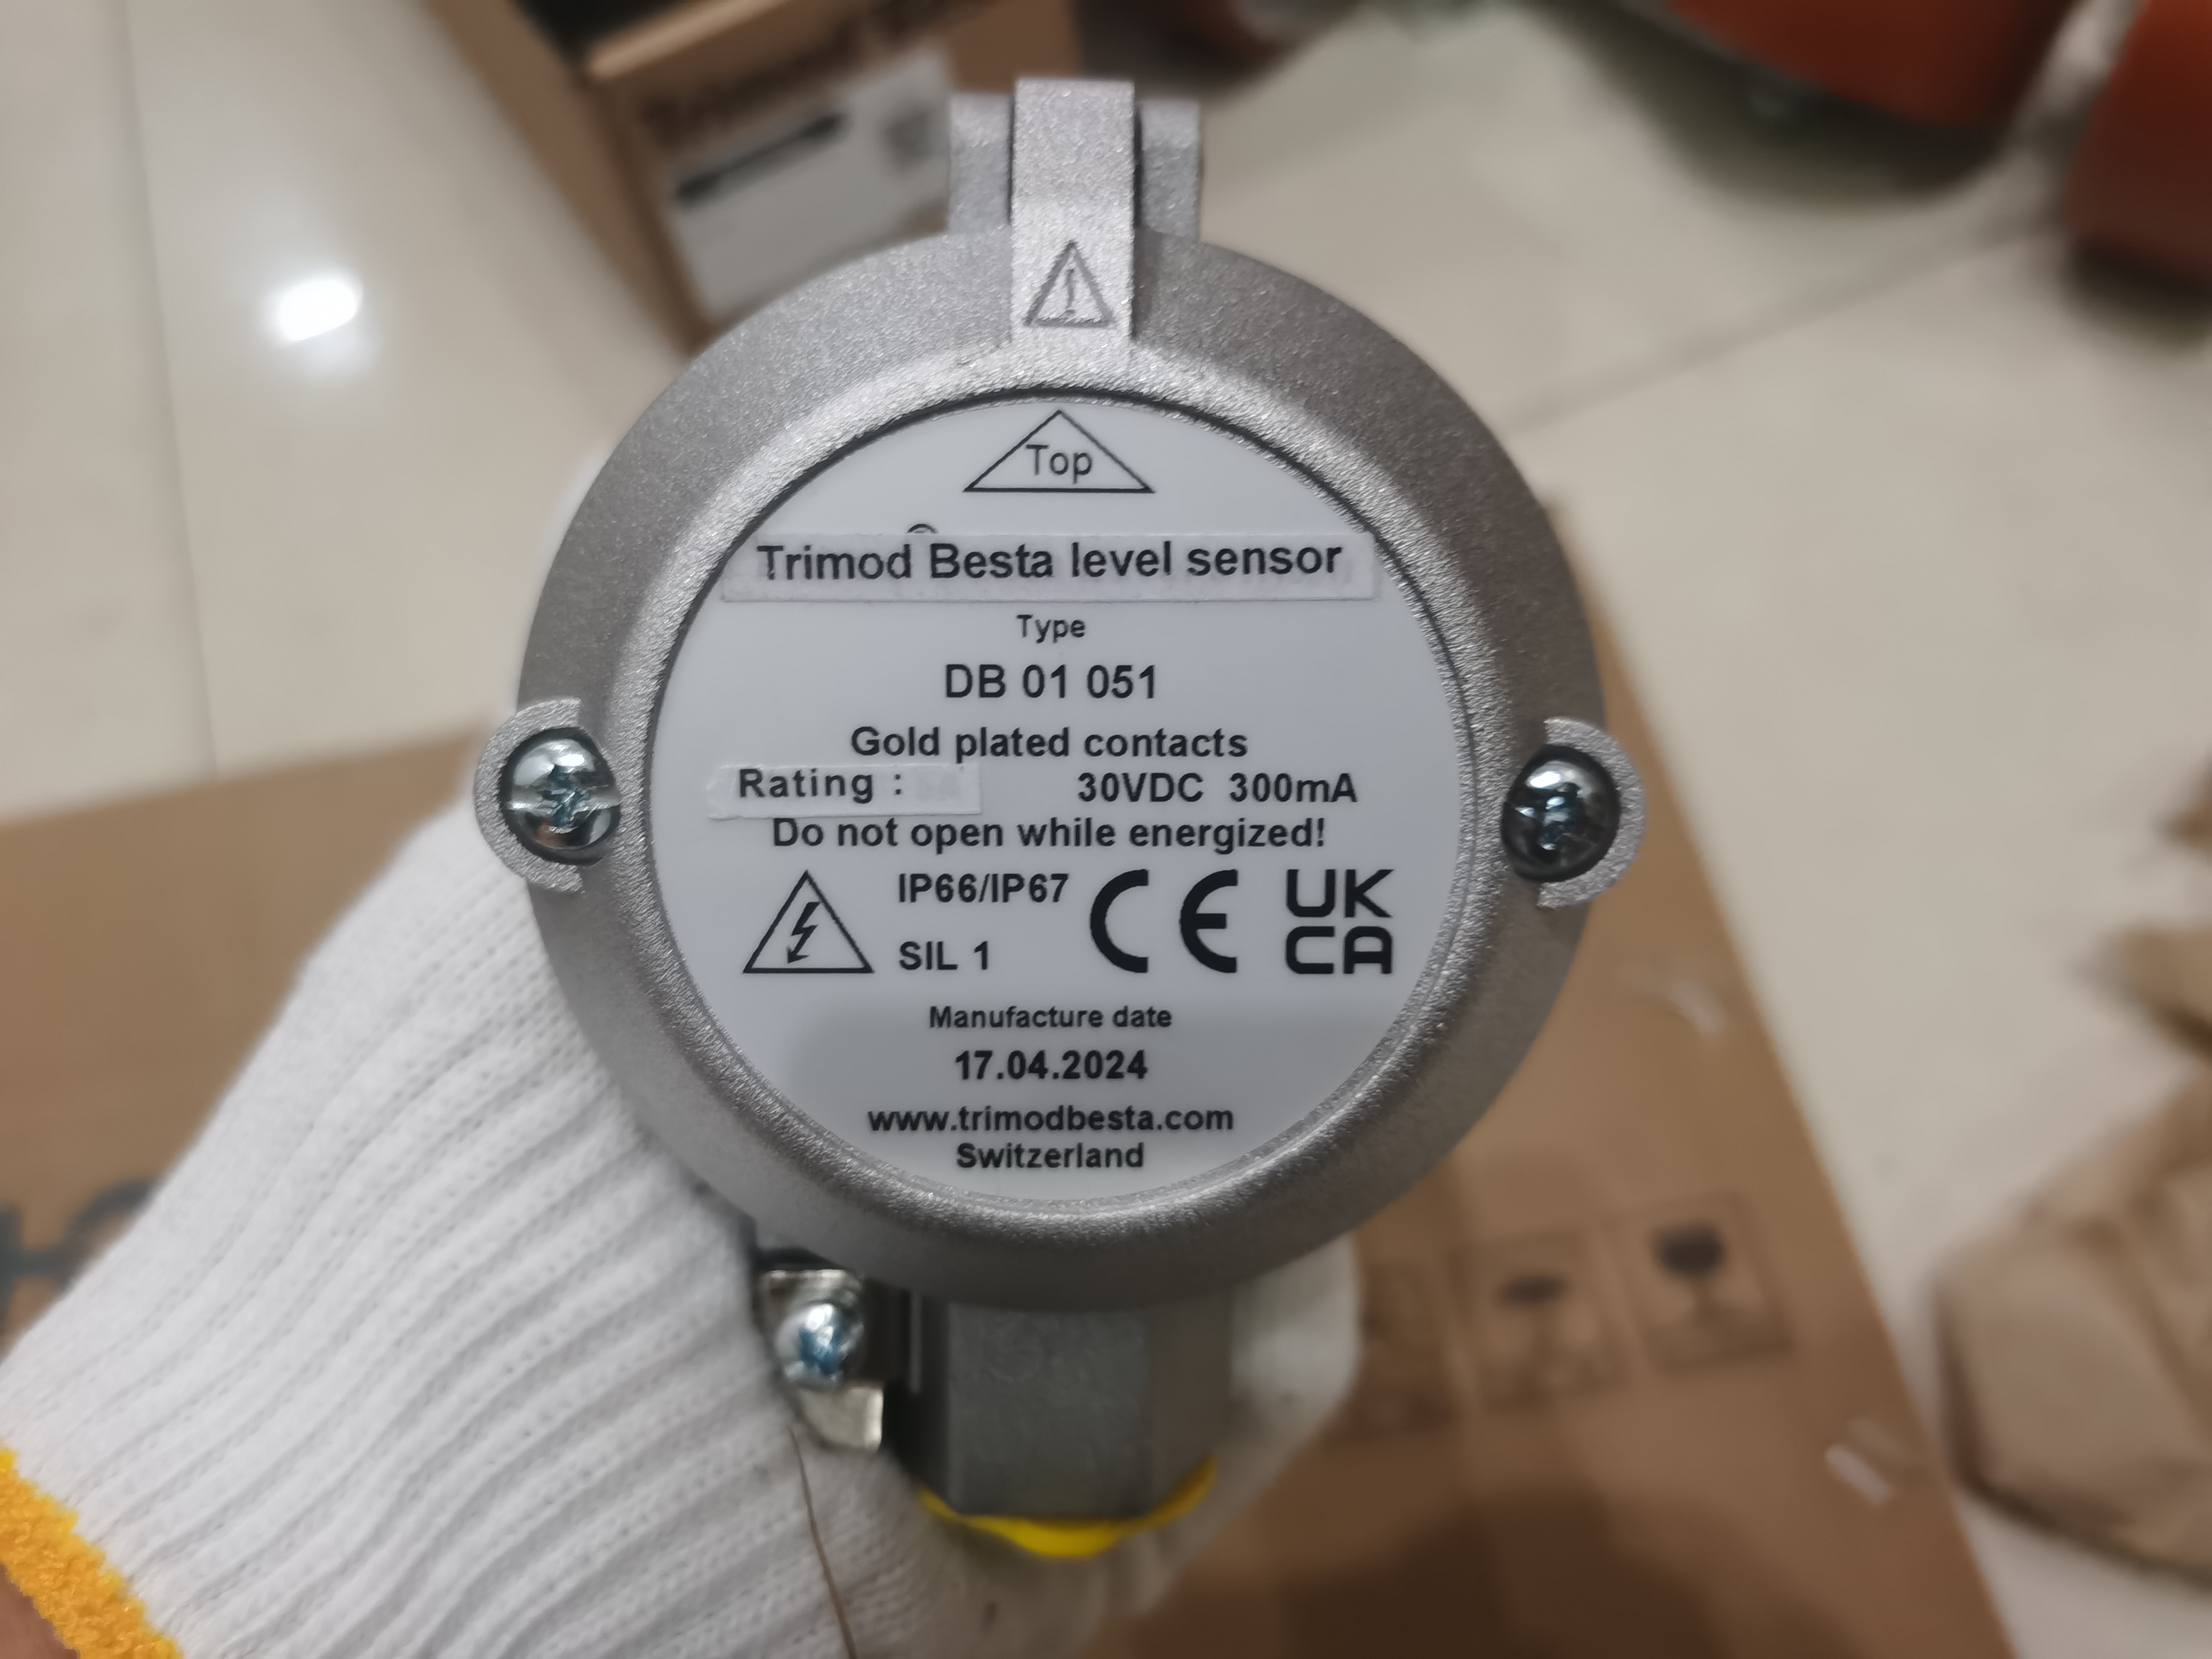 Top
Trimod Besta level sensor
Type
DB 01 051
Gold plated contacts
Rating : 30VDC 300mA
Do not open while energized!
IP66/IP67
CE
UK
CA
SIL 1
Manufacture date
17.04.2024
www.trimodbesta.com
Switzerland